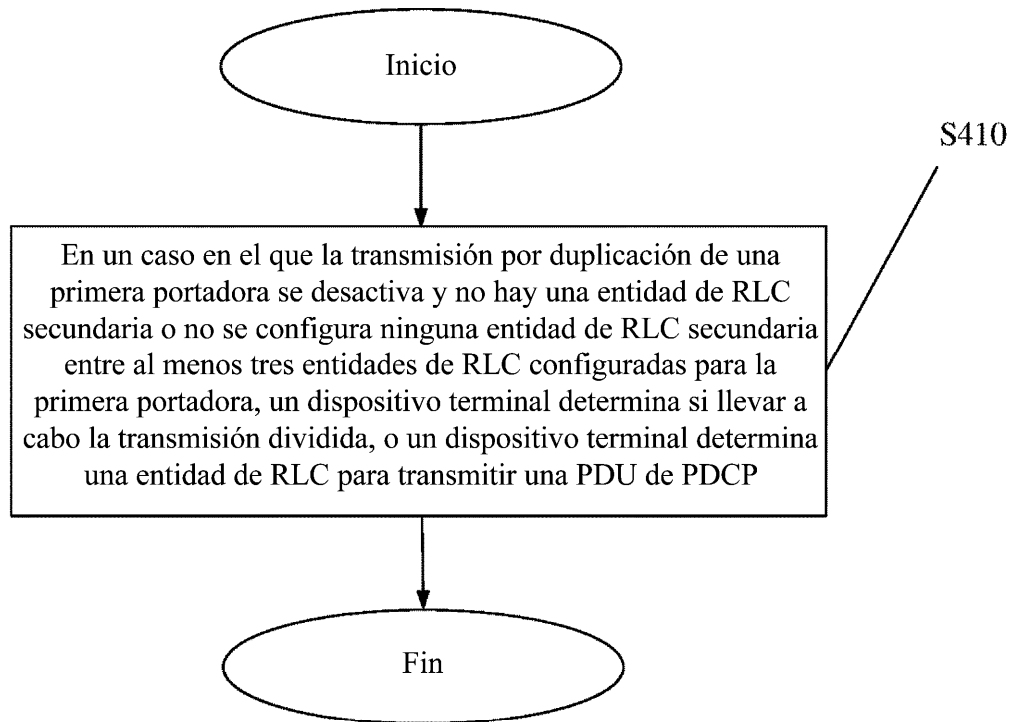 Inicio
S410
En un caso en el que la transmisión por duplicación de una
primera portadora se desactiva y no hay una entidad de RLC
secundaria o no se configura ninguna entidad de RLC secundaria
entre al menos tres entidades de RLC configuradas para la
primera portadora, un dispositivo terminal determina si llevar a
cabo la transmisión dividida, o un dispositivo terminal determina
una entidad de RLC para transmitir una PDU de PDCP
Fin